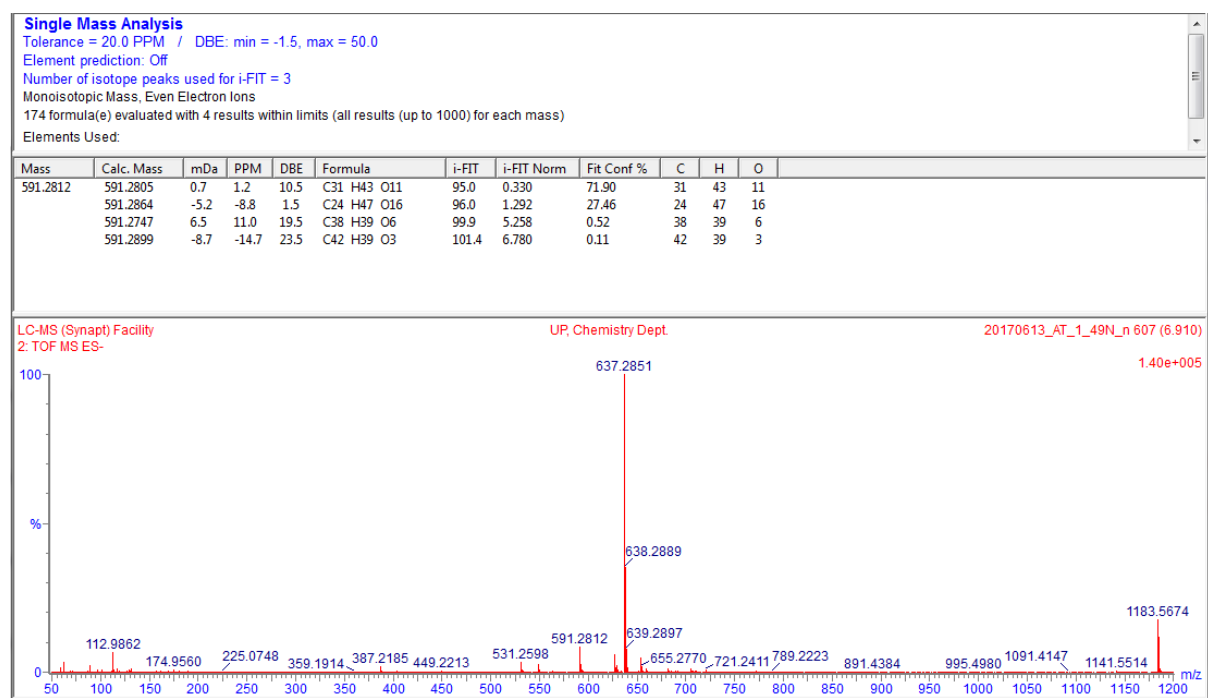 Single Mass Analysis
Tolerance = 20.0 PPM / DBE: min = -1.5, max = 50.0
Element prediction: Off
Number of isotope peaks used for i-FIT = 3
Monoisotopic Mass, Even Electron Ions
174 formula(e) evaluated with 4 results within limits (all results (up to 1000) for each mass)
Elements Used:
Mass Calc. Mass mDa PPM DBE Formula i-FIT i-FIT Norm Fit Conf % C H O
591.2812 591.2805 0.7 1.2 10.5 C31 H43 O11 95.0 0.330 71.90 31 43 11
591.2864 -5.2 -8.8 1.5 C24 H47 O16 96.0 1.292 27.46 24 47 16
591.2747 6.5 11.0 19.5 C38 H39 O6 99.9 5.258 0.52 38 39 6
591.2899 -8.7 -14.7 23.5 C42 H39 O3 101.4 6.780 0.11 42 39 3
LC-MS (Synapt) Facility UP, Chemistry Dept. 20170613_AT_1_49N_n 607 (6.910)
2: TOF MS ES-
1.40e+005
100
637.2851
%
638.2889
1183.5674
639.2897
591.2812
112.9862
531.2598
655.2770
789.2223
225.0748
387.2185
1091.4147
174.9560
359.1914
449.2213
721.2411
891.4384
995.4980
1141.5514
0
m/z
50 100 150 200 250 300 350 400 450 500 550 600 650 700 750 800 850 900 950 1000 1050 1100 1150 1200